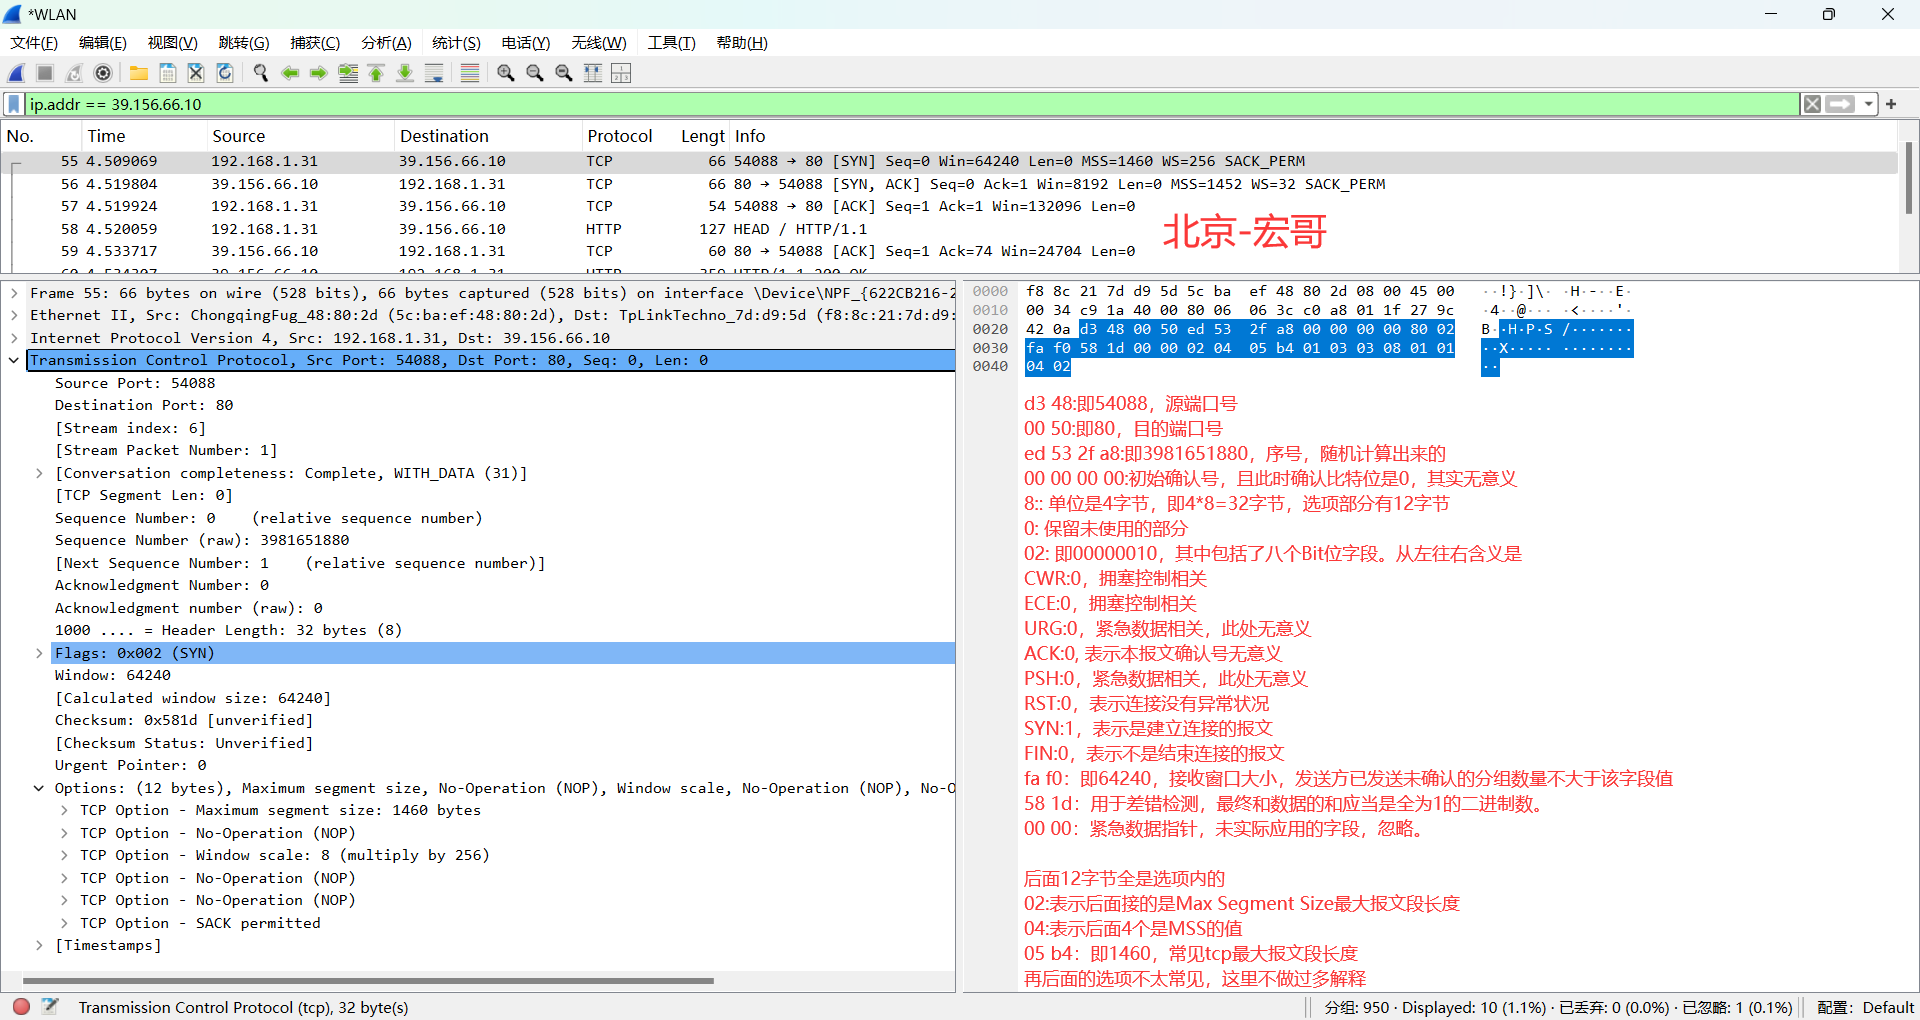 *WLAN
文件(F) 编辑(E) 视图(V) 跳转(G) 捕获(C) 分析(A) 统计(S) 电话(Y) 无线(W) 工具(T) 帮助(H)
ip.addr == 39.156.66.10
No. Time Source Destination Protocol Lengt Info
55 4.509069 192.168.1.31 39.156.66.10 TCP 66 54088 → 80 [SYN] Seq=0 Win=64240 Len=0 MSS=1460 WS=256 SACK_PERM
56 4.519804 39.156.66.10 192.168.1.31 TCP 66 80 → 54088 [SYN, ACK] Seq=0 Ack=1 Win=8192 Len=0 MSS=1452 WS=32 SACK_PERM
57 4.519924 192.168.1.31 39.156.66.10 TCP 54 54088 → 80 [ACK] Seq=1 Ack=1 Win=132096 Len=0
58 4.520059 192.168.1.31 39.156.66.10 HTTP 127 HEAD / HTTP/1.1
59 4.533717 39.156.66.10 192.168.1.31 TCP 60 80 → 54088 [ACK] Seq=1 Ack=74 Win=24704 Len=0
北京-宏哥
Frame 55: 66 bytes on wire (528 bits), 66 bytes captured (528 bits) on interface \Device\NPF_{622CB216-2
Ethernet II, Src: ChongqingFug_48:80:2d (5c:ba:ef:48:80:2d), Dst: TpLinkTechno_7d:d9:5d (f8:8c:21:7d:d9:
Internet Protocol Version 4, Src: 192.168.1.31, Dst: 39.156.66.10
Transmission Control Protocol, Src Port: 54088, Dst Port: 80, Seq: 0, Len: 0
Source Port: 54088
Destination Port: 80
[Stream index: 6]
[Stream Packet Number: 1]
[Conversation completeness: Complete, WITH_DATA (31)]
[TCP Segment Len: 0]
Sequence Number: 0 (relative sequence number)
Sequence Number (raw): 3981651880
[Next Sequence Number: 1 (relative sequence number)]
Acknowledgment Number: 0
Acknowledgment number (raw): 0
1000 .... = Header Length: 32 bytes (8)
Flags: 0x002 (SYN)
Window: 64240
[Calculated window size: 64240]
Checksum: 0x581d [unverified]
[Checksum Status: Unverified]
Urgent Pointer: 0
Options: (12 bytes), Maximum segment size, No-Operation (NOP), Window scale, No-Operation (NOP), No-O
TCP Option - Maximum segment size: 1460 bytes
TCP Option - No-Operation (NOP)
TCP Option - Window scale: 8 (multiply by 256)
TCP Option - No-Operation (NOP)
TCP Option - No-Operation (NOP)
TCP Option - SACK permitted
[Timestamps]
0000 f8 8c 21 7d d9 5d 5c ba ef 48 80 2d 08 00 45 00 ··!}·]\· ·H·-··E·
0010 00 34 c9 1a 40 00 80 06 06 3c c0 a8 01 1f 27 9c ·4··@··· ·<····'·
0020 42 0a d3 48 00 50 ed 53 2f a8 00 00 00 00 80 02 B··H·P·S /·······
0030 fa f0 58 1d 00 00 02 04 05 b4 01 03 03 08 01 01 ··X····· ········
0040 04 02 ··
d3 48:即54088，源端口号
00 50:即80，目的端口号
ed 53 2f a8:即3981651880，序号，随机计算出来的
00 00 00 00:初始确认号，且此时确认比特位是0，其实无意义
8:: 单位是4字节，即4*8=32字节，选项部分有12字节
0: 保留未使用的部分
02: 即00000010，其中包括了八个Bit位字段。从左往右含义是
CWR:0，拥塞控制相关
ECE:0，拥塞控制相关
URG:0，紧急数据相关，此处无意义
ACK:0, 表示本报文确认号无意义
PSH:0，紧急数据相关，此处无意义
RST:0，表示连接没有异常状况
SYN:1，表示是建立连接的报文
FIN:0，表示不是结束连接的报文
fa f0：即64240，接收窗口大小，发送方已发送未确认的分组数量不大于该字段值
58 1d：用于差错检测，最终和数据的和应当是全为1的二进制数。
00 00：紧急数据指针，未实际应用的字段，忽略。
后面12字节全是选项内的
02:表示后面接的是Max Segment Size最大报文段长度
04:表示后面4个是MSS的值
05 b4：即1460，常见tcp最大报文段长度
再后面的选项不太常见，这里不做过多解释
Transmission Control Protocol (tcp), 32 byte(s) 分组: 950 · Displayed: 10 (1.1%) · 已丢弃: 0 (0.0%) · 已忽略: 1 (0.1%) 配置：Default